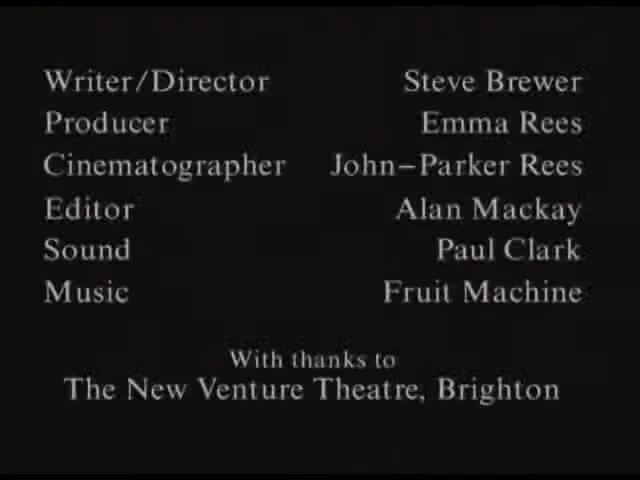 Writer/Director Steve Brewer
Producer Emma Rees
Cinematographer John-Parker Rees
Editor Alan Mackay
Sound Paul Clark
Music Fruit Machine
With thanks to
The New Venture Theatre, Brighton